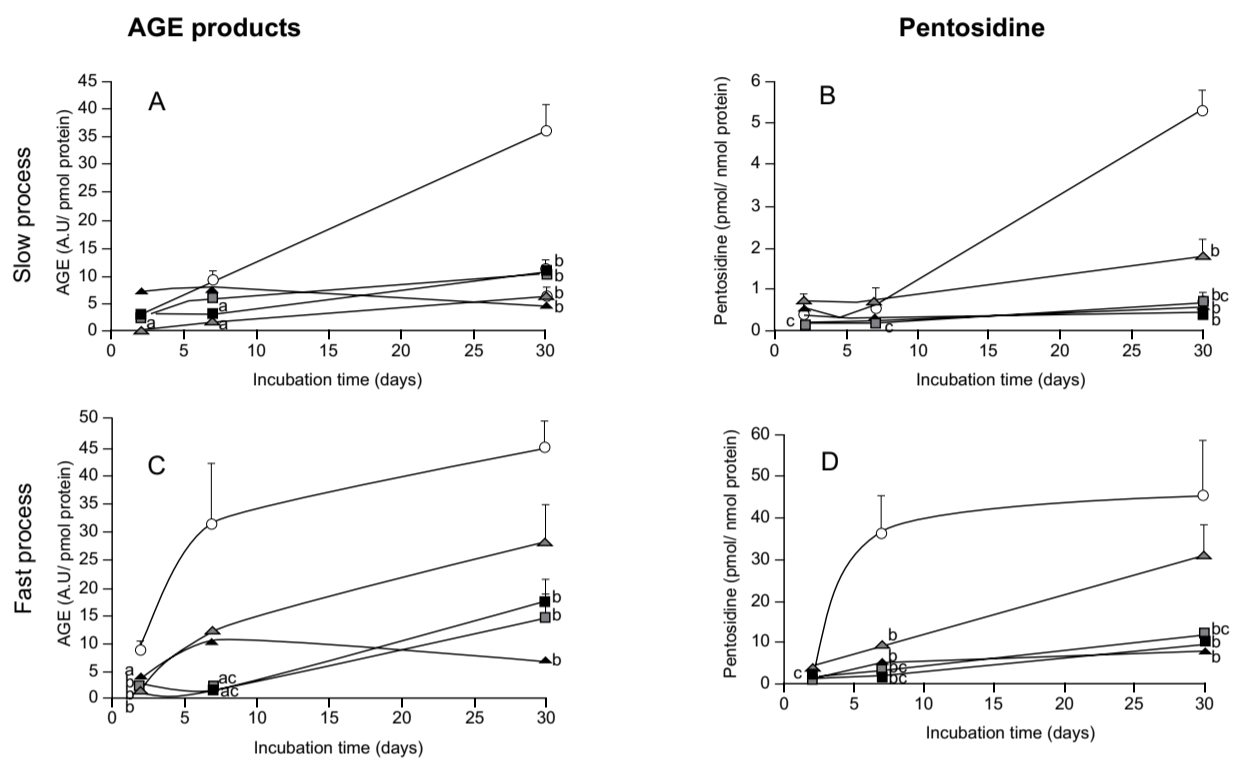 AGE products
Pentosidine
Slow process
AGE (A.U/ pmol protein)
45
40
35
30
25
20
15
10
5
0
A
a
a
a
b
b
b
b
0 5 10 15 20 25 30
Incubation time (days)
Pentosidine (pmol/ nmol protein)
6
5
4
3
2
1
0
B
c
c
b
bc
b
b
0 5 10 15 20 25 30
Incubation time (days)
Fast process
AGE (A.U/ pmol protein)
50
45
40
35
30
25
20
15
10
5
0
C
a
b
b
b
ac
ac
b
b
b
0 5 10 15 20 25 30
Incubation time (days)
Pentosidine (pmol/ nmol protein)
60
50
40
30
20
10
0
D
c
b
b
bc
bc
bc
b
b
0 5 10 15 20 25 30
Incubation time (days)